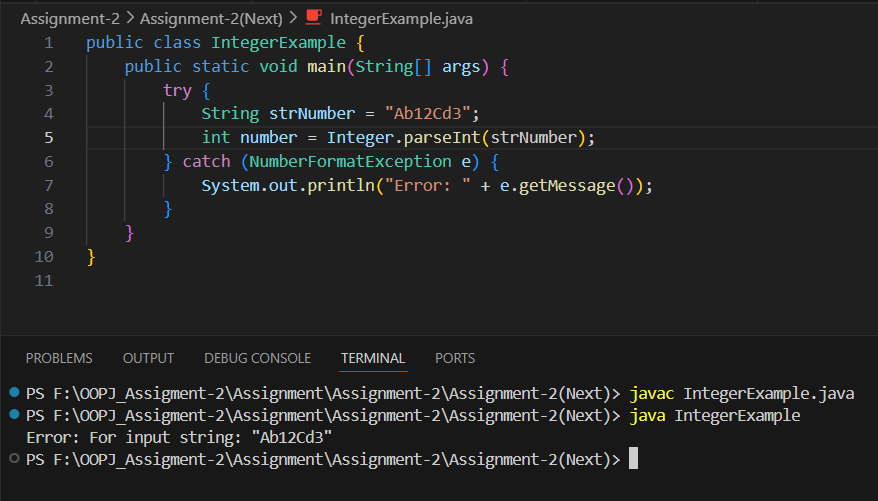 Assignment-2 > Assignment-2(Next) > IntegerExample.java
1 public class IntegerExample {
2 public static void main(String[] args) {
3 try {
4 String strNumber = "Ab12Cd3";
5 int number = Integer.parseInt(strNumber);
6 } catch (NumberFormatException e) {
7 System.out.println("Error: " + e.getMessage());
8 }
9 }
10 }
11
PROBLEMS OUTPUT DEBUG CONSOLE TERMINAL PORTS
PS F:\OOPJ_Assigment-2\Assignment\Assignment-2\Assignment-2(Next)> javac IntegerExample.java
PS F:\OOPJ_Assigment-2\Assignment\Assignment-2\Assignment-2(Next)> java IntegerExample
Error: For input string: "Ab12Cd3"
PS F:\OOPJ_Assigment-2\Assignment\Assignment-2\Assignment-2(Next)>